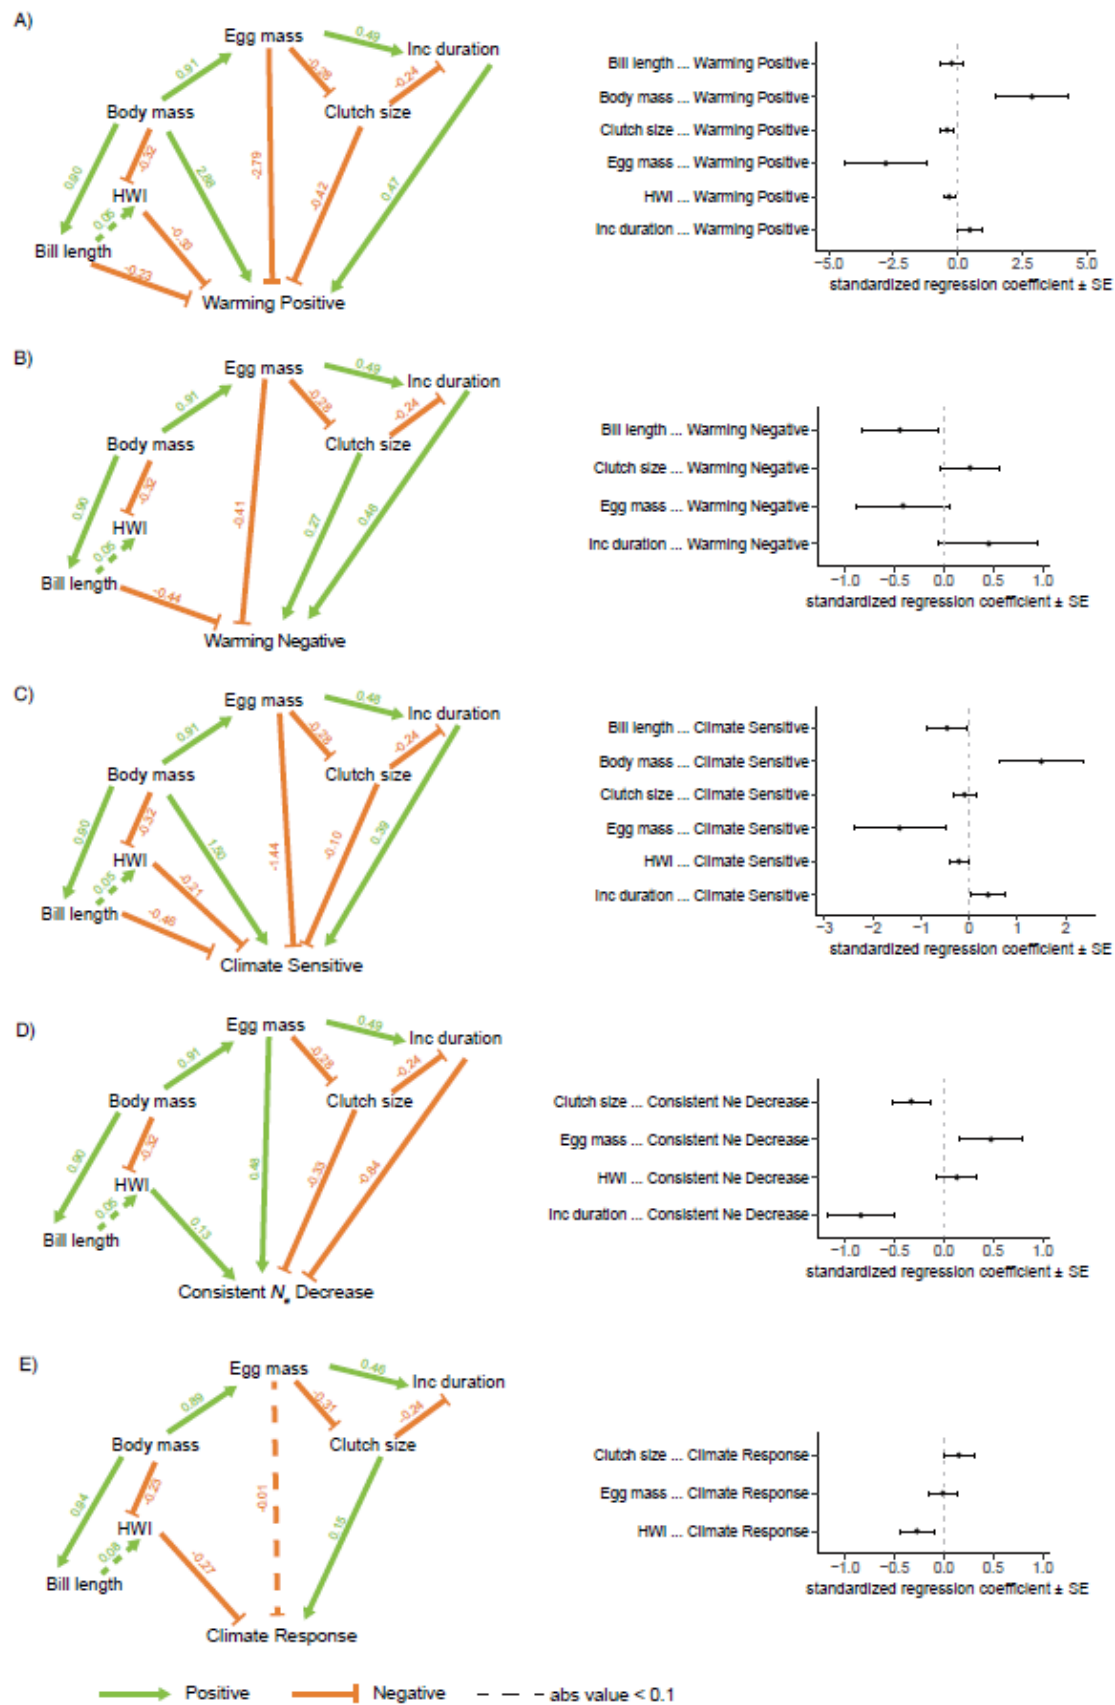 A)
Egg mass
0.49
Inc duration
0.91
-0.28
-0.24
Body mass
Clutch size
0.90
-0.32
2.86
-2.79
-0.42
0.47
HWI
0.05
-0.30
Bill length
-0.23
Warming Positive
Bill length ... Warming Positive
Body mass ... Warming Positive
Clutch size ... Warming Positive
Egg mass ... Warming Positive
HWI ... Warming Positive
Inc duration ... Warming Positive
−5.0 −2.5 0.0 2.5 5.0
standardized regression coefficient ± SE
B)
Egg mass
0.49
Inc duration
0.91
-0.28
-0.24
Body mass
Clutch size
0.90
-0.32
-0.41
0.27
0.46
HWI
0.05
Bill length
-0.44
Warming Negative
Bill length ... Warming Negative
Clutch size ... Warming Negative
Egg mass ... Warming Negative
Inc duration ... Warming Negative
−1.0 −0.5 0.0 0.5 1.0
standardized regression coefficient ± SE
C)
Egg mass
0.48
Inc duration
0.91
-0.28
-0.24
Body mass
Clutch size
0.90
-0.32
1.50
-1.44
-0.10
0.39
HWI
0.05
-0.21
Bill length
-0.46
Climate Sensitive
Bill length ... Climate Sensitive
Body mass ... Climate Sensitive
Clutch size ... Climate Sensitive
Egg mass ... Climate Sensitive
HWI ... Climate Sensitive
Inc duration ... Climate Sensitive
−3 −2 −1 0 1 2
standardized regression coefficient ± SE
D)
Egg mass
0.49
Inc duration
0.91
-0.28
-0.24
Body mass
Clutch size
0.90
-0.32
0.48
-0.33
-0.84
HWI
0.05
0.13
Bill length
Consistent Ne Decrease
Clutch size ... Consistent Ne Decrease
Egg mass ... Consistent Ne Decrease
HWI ... Consistent Ne Decrease
Inc duration ... Consistent Ne Decrease
−1.0 −0.5 0.0 0.5 1.0
standardized regression coefficient ± SE
E)
Egg mass
0.46
Inc duration
0.89
-0.31
-0.24
Body mass
Clutch size
0.94
-0.23
-0.01
0.15
HWI
0.08
-0.27
Bill length
Climate Response
Clutch size ... Climate Response
Egg mass ... Climate Response
HWI ... Climate Response
−1.0 −0.5 0.0 0.5 1.0
standardized regression coefficient ± SE
Positive Negative abs value < 0.1